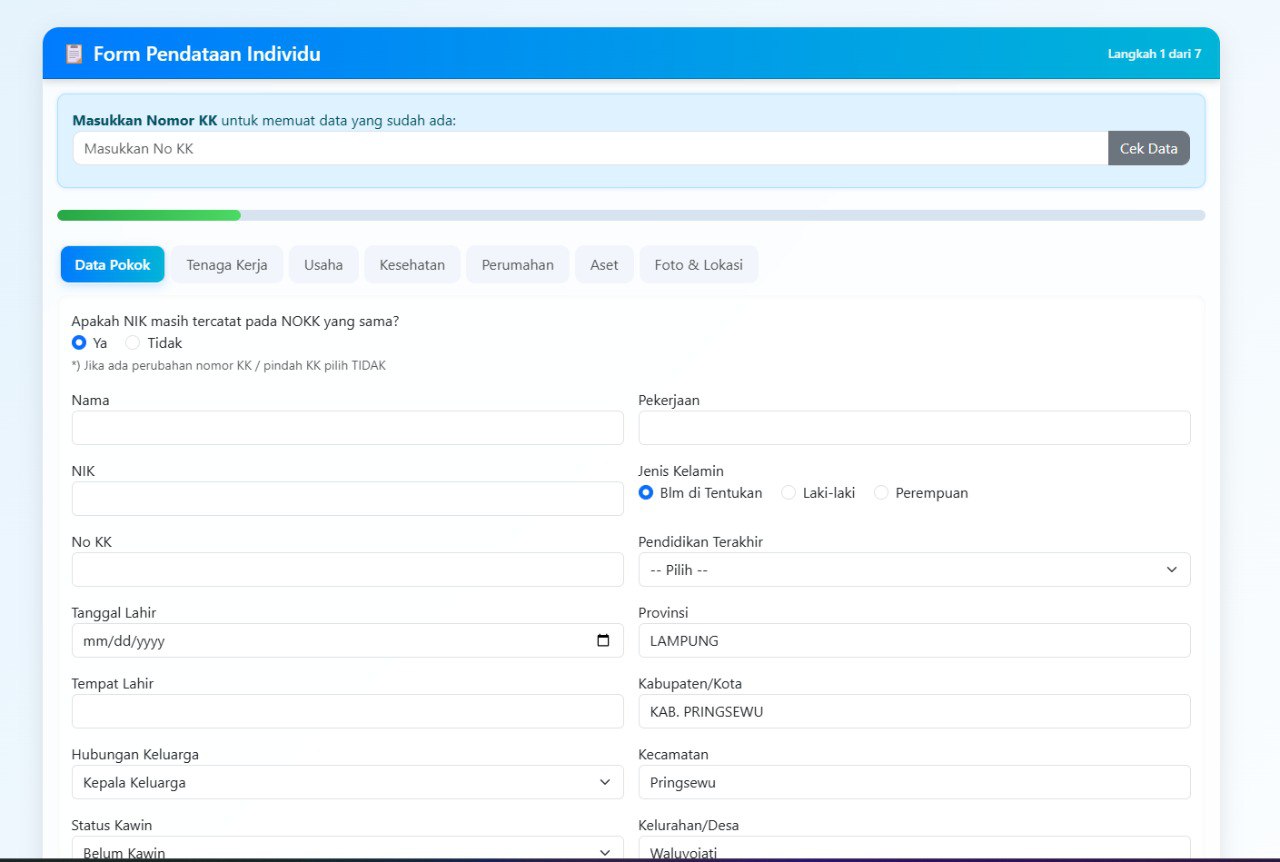 Form Pendataan Individu
Langkah 1 dari 7
Masukkan Nomor KK untuk memuat data yang sudah ada:
Masukkan No KK
Cek Data
Data Pokok
Tenaga Kerja
Usaha
Kesehatan
Perumahan
Aset
Foto & Lokasi
Apakah NIK masih tercatat pada NOKK yang sama?
Ya
Tidak
*) Jika ada perubahan nomor KK / pindah KK pilih TIDAK
Nama
Pekerjaan
NIK
Jenis Kelamin
Blm di Tentukan
Laki-laki
Perempuan
No KK
Pendidikan Terakhir
-- Pilih --
Tanggal Lahir
mm/dd/yyyy
Provinsi
LAMPUNG
Tempat Lahir
Kabupaten/Kota
KAB. PRINGSEWU
Hubungan Keluarga
Kepala Keluarga
Kecamatan
Pringsewu
Status Kawin
Belum Kawin
Kelurahan/Desa
Waluyojati